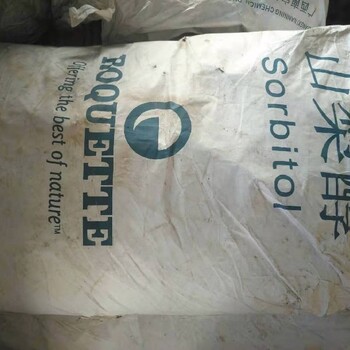 山梨醇
Sorbitol
ROQUETTE
Offering the best of nature™